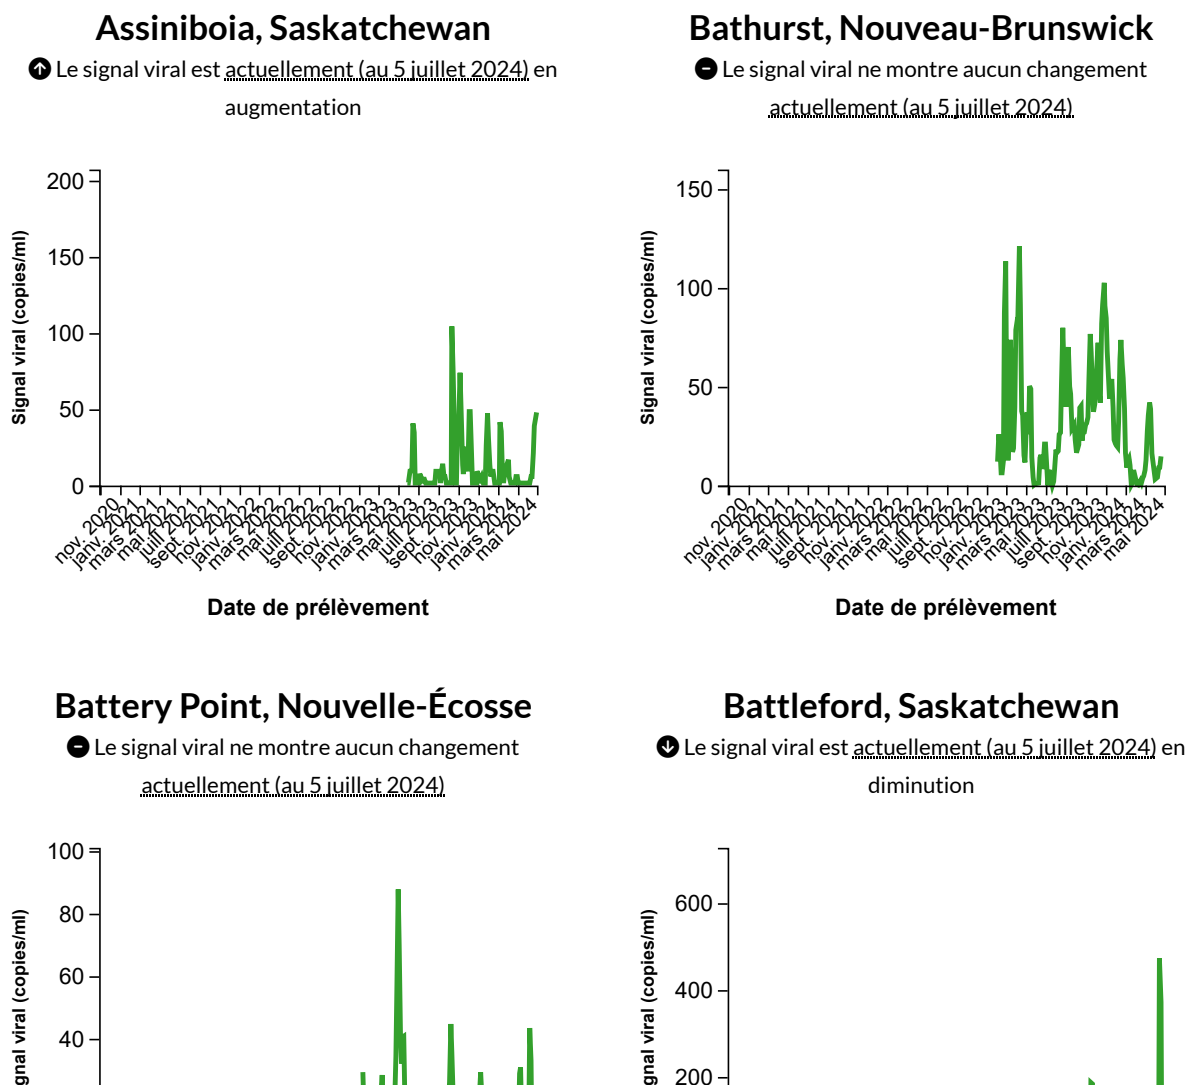 Assiniboia, Saskatchewan
Le signal viral est actuellement (au 5 juillet 2024) en
augmentation
Signal viral (copies/ml)
200
150
100
50
0
nov. 2020
janv. 2021
mars 2021
mai 2021
juill 2021
sept. 2021
nov. 2021
janv. 2022
mars 2022
mai 2022
juill 2022
sept. 2022
nov. 2022
janv. 2023
mars 2023
mai 2023
juill 2023
sept. 2023
nov. 2023
janv. 2024
mars 2024
mai 2024
Date de prélèvement
Bathurst, Nouveau-Brunswick
Le signal viral ne montre aucun changement
actuellement (au 5 juillet 2024)
Signal viral (copies/ml)
150
100
50
0
nov. 2020
janv. 2021
mars 2021
mai 2021
juill 2021
sept. 2021
nov. 2021
janv. 2022
mars 2022
mai 2022
juill 2022
sept. 2022
nov. 2022
janv. 2023
mars 2023
mai 2023
juill 2023
sept. 2023
nov. 2023
janv. 2024
mars 2024
mai 2024
Date de prélèvement
Battery Point, Nouvelle-Écosse
Le signal viral ne montre aucun changement
actuellement (au 5 juillet 2024)
gnal viral (copies/ml)
100
80
60
40
Battleford, Saskatchewan
Le signal viral est actuellement (au 5 juillet 2024) en
diminution
gnal viral (copies/ml)
600
400
200